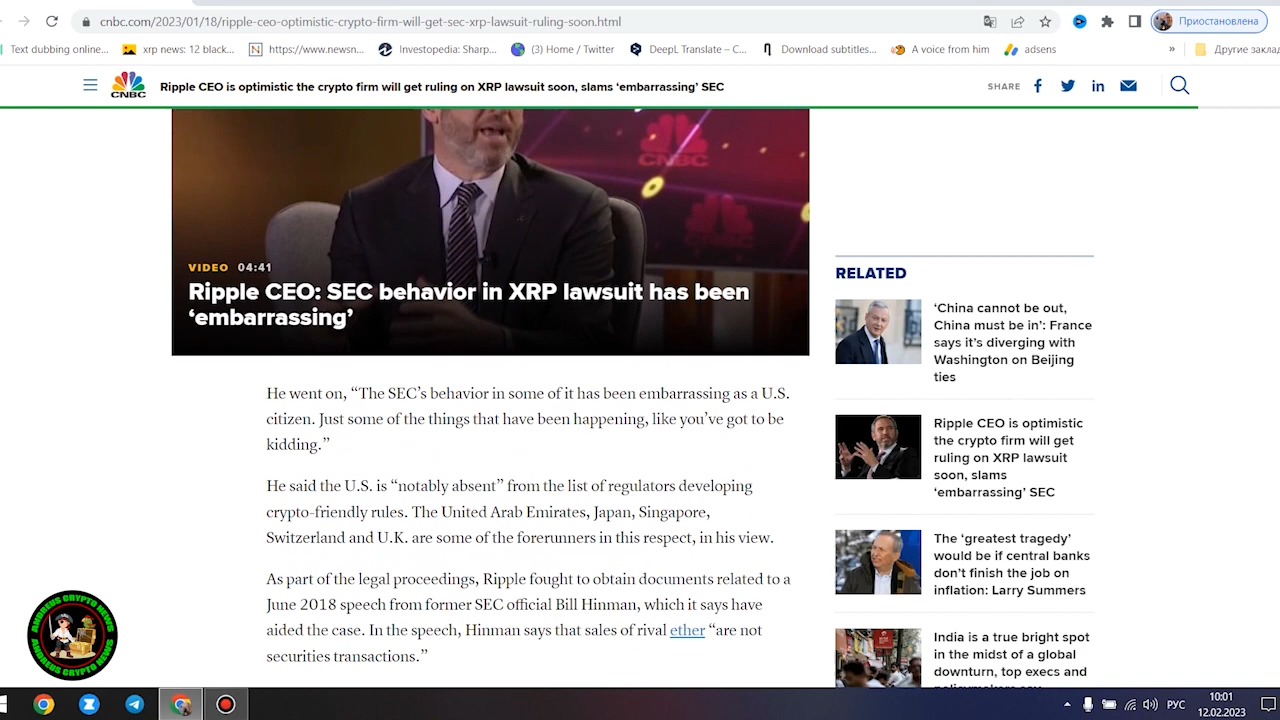 cnbc.com/2023/01/18/ripple-ceo-optimistic-crypto-firm-will-get-sec-xrp-lawsuit-ruling-soon.html
Приостановлена
Text dubbing online...
xrp news: 12 black...
https://www.newsn...
Investopedia: Sharp...
(3) Home / Twitter
DeepL Translate – C...
Download subtitles...
A voice from him
adsens
»
Другие закла
CNBC
Ripple CEO is optimistic the crypto firm will get ruling on XRP lawsuit soon, slams ‘embarrassing’ SEC
SHARE
CNBC
VIDEO 04:41
Ripple CEO: SEC behavior in XRP lawsuit has been
‘embarrassing’
He went on, “The SEC’s behavior in some of it has been embarrassing as a U.S.
citizen. Just some of the things that have been happening, like you’ve got to be
kidding.”
He said the U.S. is “notably absent” from the list of regulators developing
crypto-friendly rules. The United Arab Emirates, Japan, Singapore,
Switzerland and U.K. are some of the forerunners in this respect, in his view.
As part of the legal proceedings, Ripple fought to obtain documents related to a
June 2018 speech from former SEC official Bill Hinman, which it says have
aided the case. In the speech, Hinman says that sales of rival ether “are not
securities transactions.”
RELATED
‘China cannot be out,
China must be in’: France
says it’s diverging with
Washington on Beijing
ties
Ripple CEO is optimistic
the crypto firm will get
ruling on XRP lawsuit
soon, slams
‘embarrassing’ SEC
The ‘greatest tragedy’
would be if central banks
don’t finish the job on
inflation: Larry Summers
India is a true bright spot
in the midst of a global
downturn, top execs and
policymakers say
ANDREUS CRYPTO NEWS
ANDREUS CRYPTO NEWS
РУС
10:01
12.02.2023